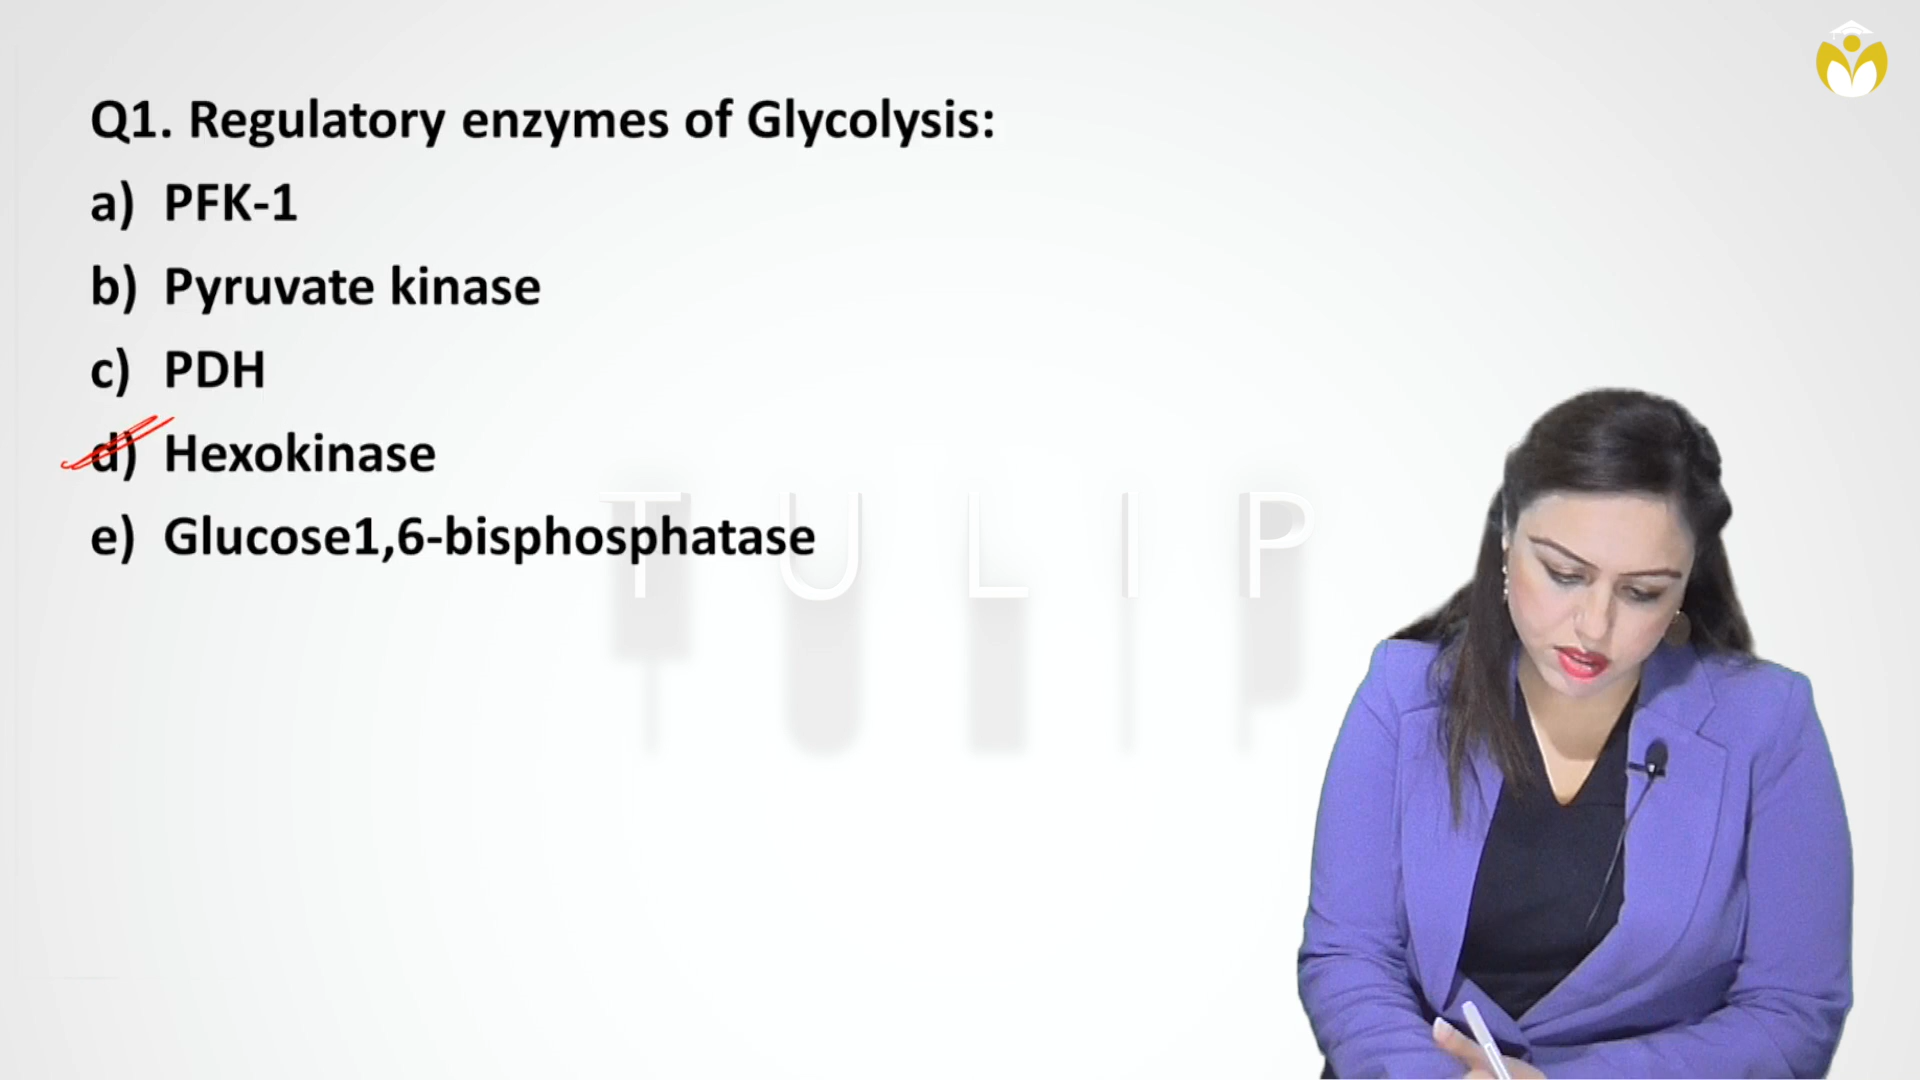 Q1. Regulatory enzymes of Glycolysis:
a) PFK-1
b) Pyruvate kinase
c) PDH
d) Hexokinase
e) Glucose1,6-bisphosphatase
TULIP